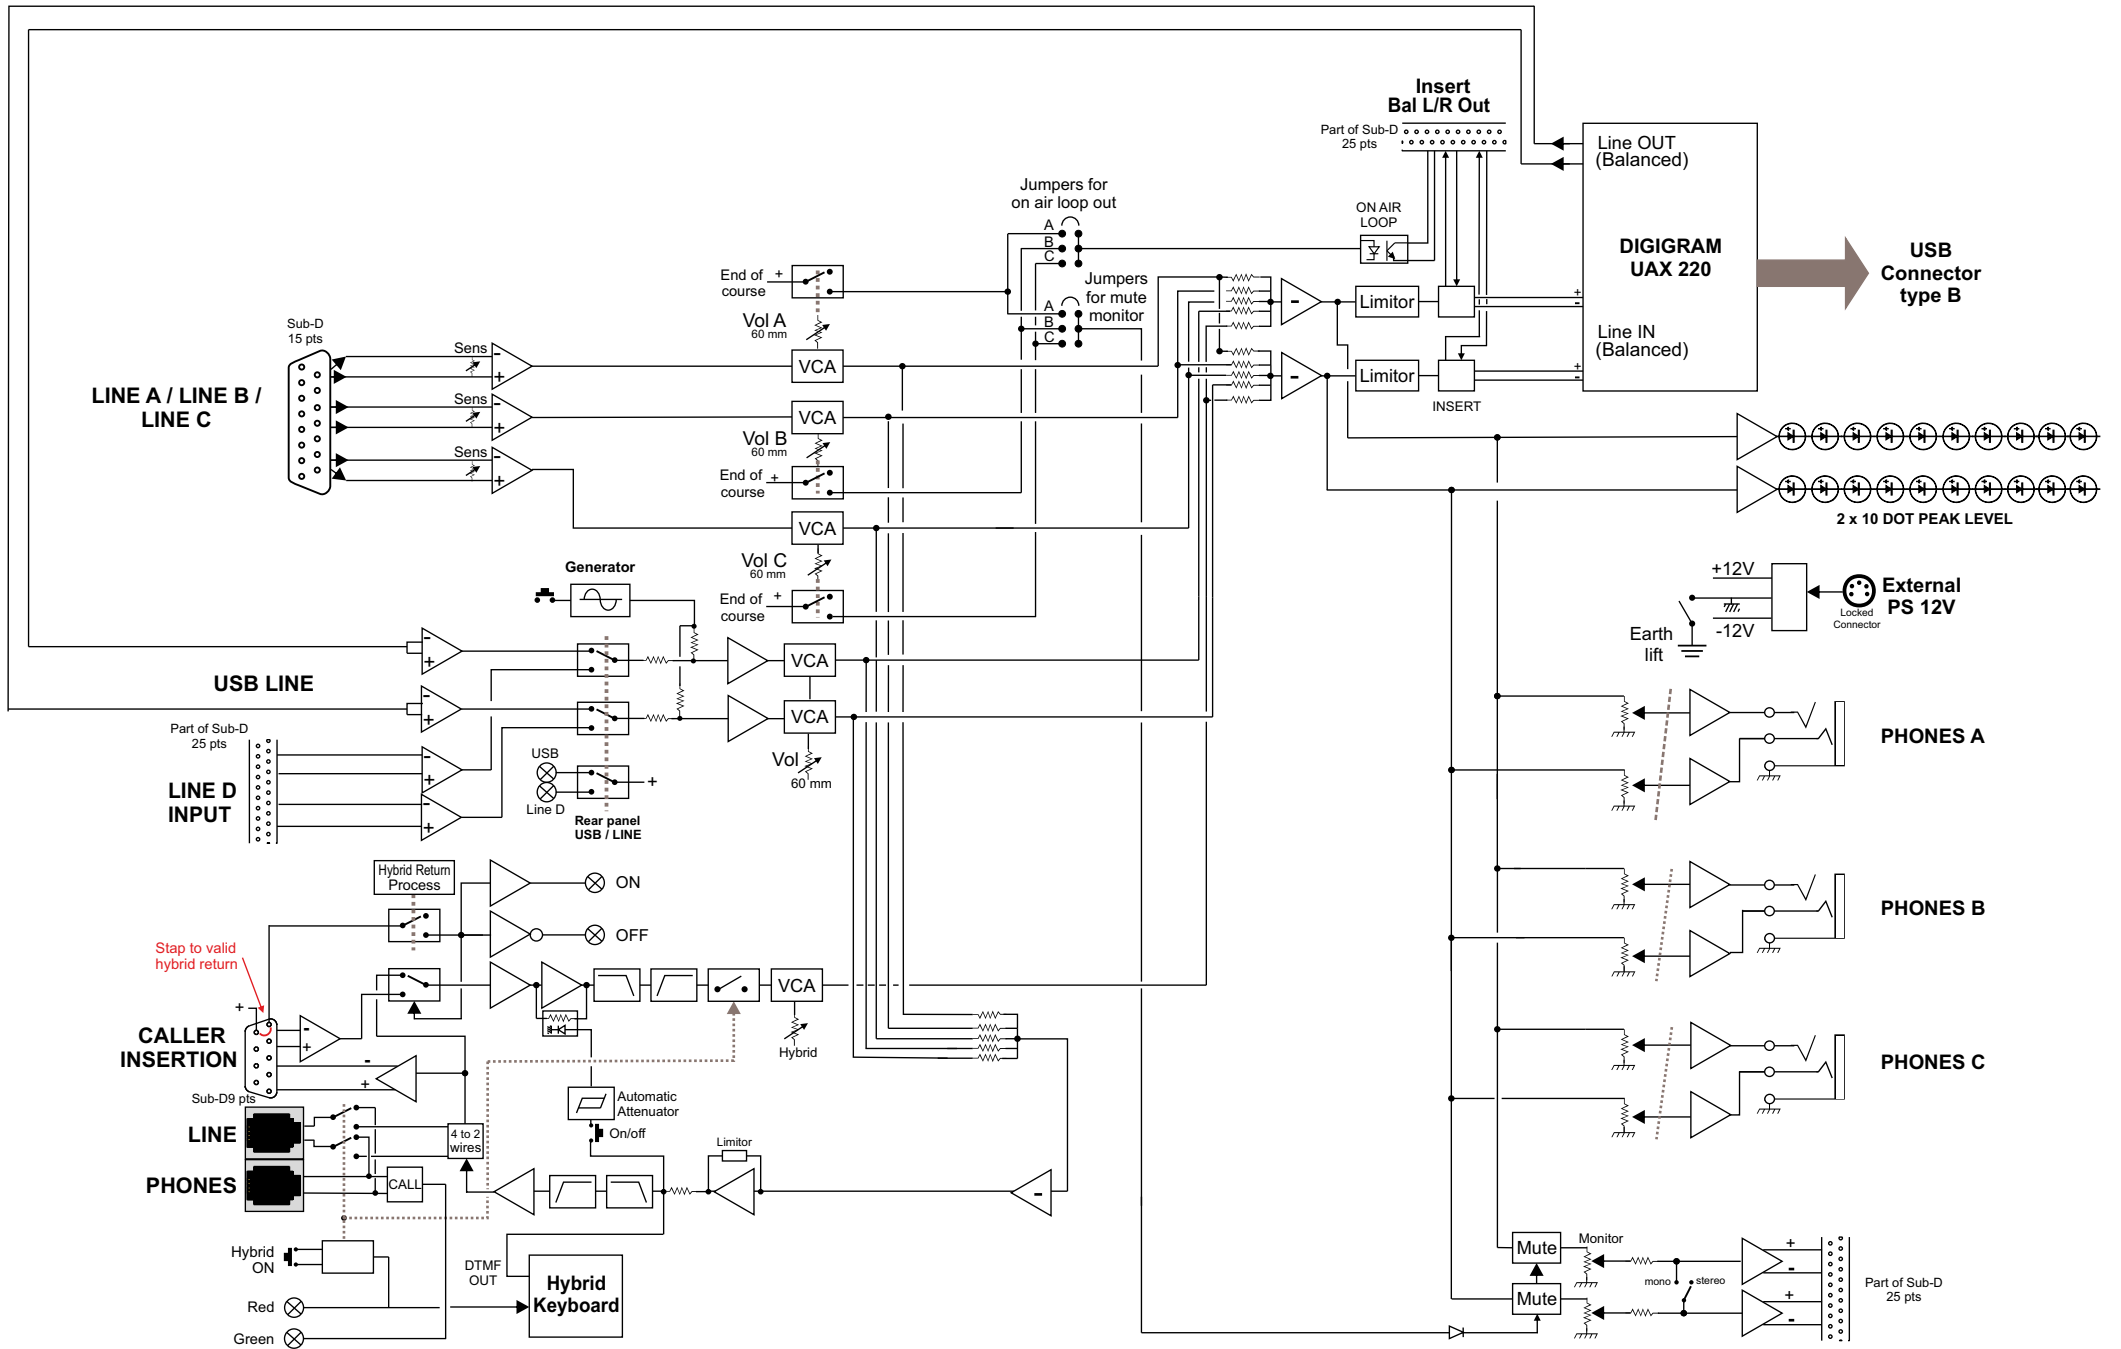 Insert
Bal L/R Out
Part of Sub-D
25 pts
Line OUT
(Balanced)
Jumpers for
on air loop out
A
B
C
ON AIR
LOOP
DIGIGRAM
UAX 220
USB
Connector
type B
End of
course
+
Jumpers
for mute
monitor
A
B
C
Vol A
60 mm
-
Limitor
+
-
Line IN
(Balanced)
Sub-D
15 pts
LINE A / LINE B /
LINE C
Sens
-
+
VCA
-
Limitor
+
-
INSERT
Sens
-
+
VCA
Vol B
60 mm
Sens
-
+
End of
course
+
2 x 10 DOT PEAK LEVEL
VCA
Vol C
60 mm
Generator
End of
course
+
+12V
-12V
Earth
lift
External
PS 12V
Locked
Connector
USB LINE
-
+
-
+
VCA
VCA
Vol
60 mm
Part of Sub-D
25 pts
LINE D
INPUT
-
+
-
+
USB
Line D
+
Rear panel
USB / LINE
PHONES A
Hybrid Return
Process
ON
OFF
PHONES B
Stap to valid
hybrid return
+
CALLER
INSERTION
-
+
-
+
VCA
Hybrid
PHONES C
Sub-D9 pts
Automatic
Attenuator
On/off
LINE
4 to 2
wires
Limitor
PHONES
CALL
-
Hybrid
ON
DTMF
OUT
Hybrid
Keyboard
Red
Green
Mute
Monitor
mono
stereo
+
-
Mute
+
-
Part of Sub-D
25 pts